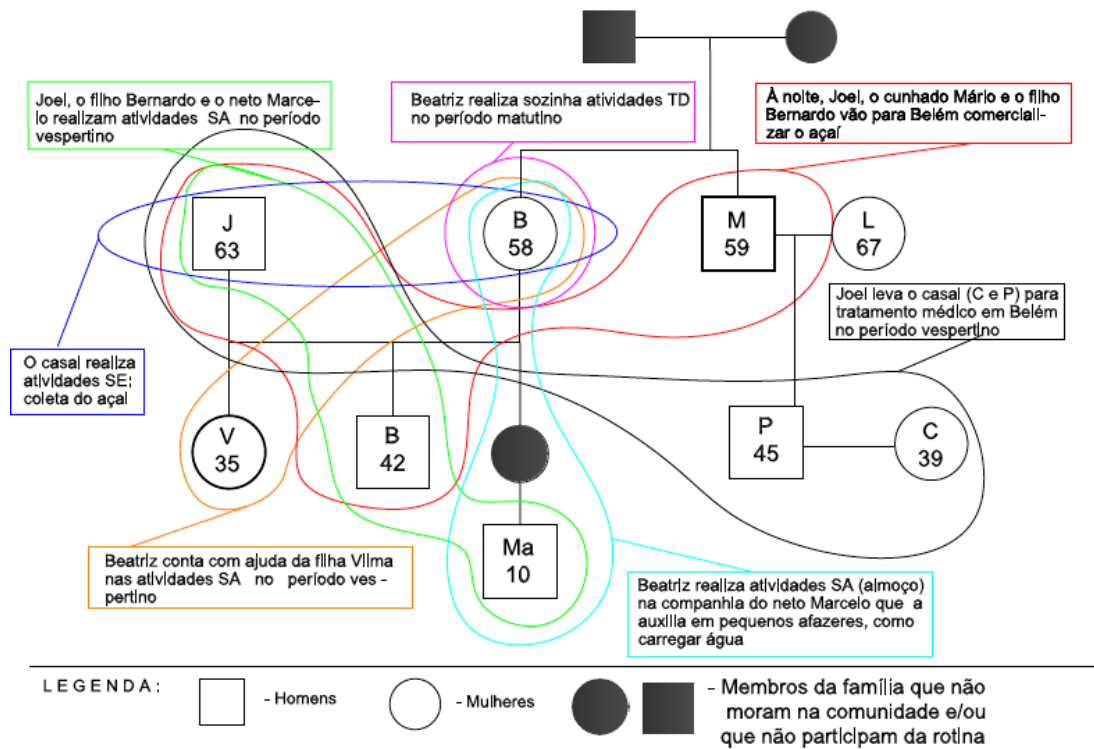 Joel, o filho Bernardo e o neto Marce-
lo realizam atividades SA no período
vespertino
Beatriz realiza sozinha atividades TD
no período matutino
À noite, Joel, o cunhado Mário e o filho
Bernardo vão para Belém comerciali-
zar o açaí
J
63
B
58
M
59
L
67
Joel leva o casal (C e P) para
tratamento médico em Belém
no período vespertino
O casal realiza
atividades SE:
coleta do açaí
V
35
B
42
P
45
C
39
Ma
10
Beatriz conta com ajuda da filha Vilma
nas atividades SA no período ves -
pertino
Beatriz realiza atividades SA (almoço)
na companhia do neto Marcelo que a
auxilia em pequenos afazeres, como
carregar água
LEGENDA:
- Homens
- Mulheres
- Membros da família que não
moram na comunidade e/ou
que não participam da rotina